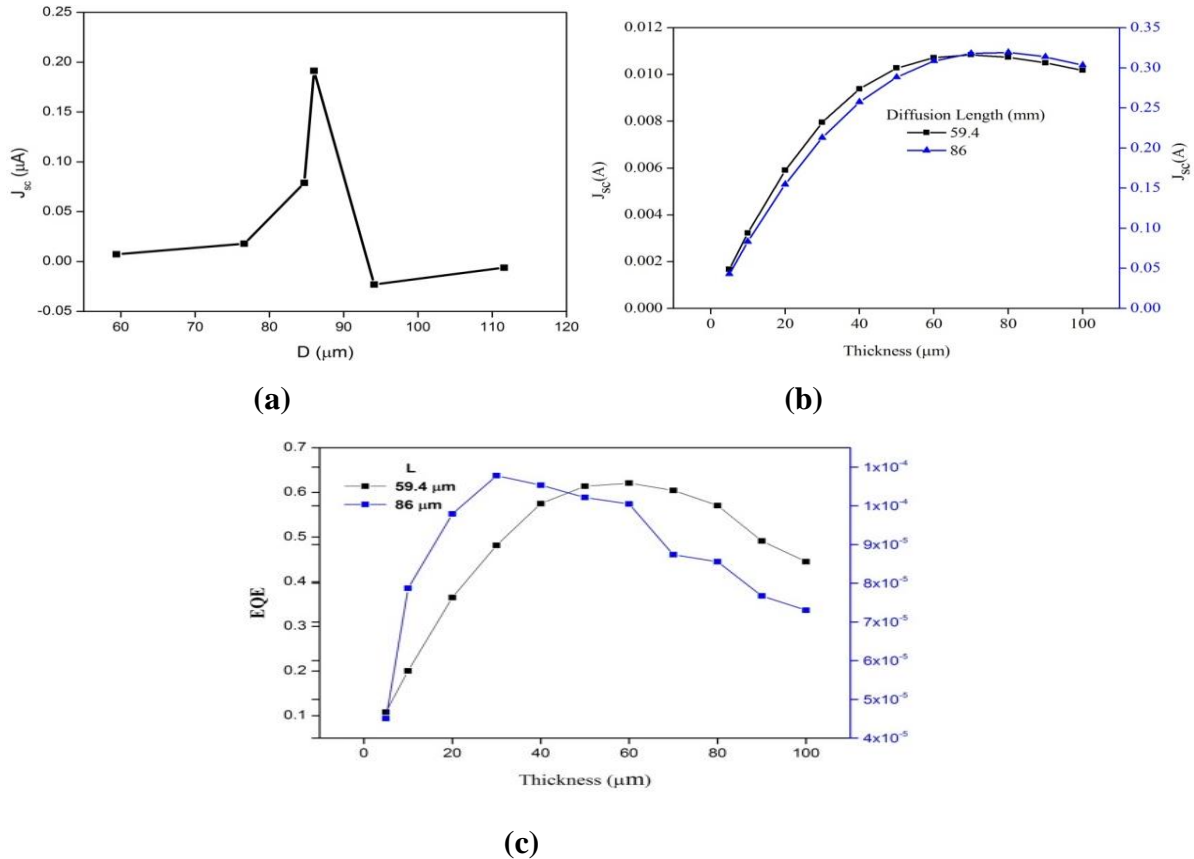 0.25
0.20
0.15
0.10
0.05
0.00
-0.05
J_sc (μA)
60 70 80 90 100 110 120
D (μm)
(a)
0.012
0.010
0.008
0.006
0.004
0.002
0.000
J_SC(A)
0 20 40 60 80 100
Thickness (μm)
Diffusion Length (mm)
59.4
86
0.35
0.30
0.25
0.20
0.15
0.10
0.05
0.00
J_SC(A)
(b)
0.7
0.6
0.5
0.4
0.3
0.2
0.1
EQE
L
59.4 μm
86 μm
0 20 40 60 80 100
Thickness (μm)
1x10⁻⁴
1x10⁻⁴
9x10⁻⁵
8x10⁻⁵
7x10⁻⁵
6x10⁻⁵
5x10⁻⁵
4x10⁻⁵
(c)